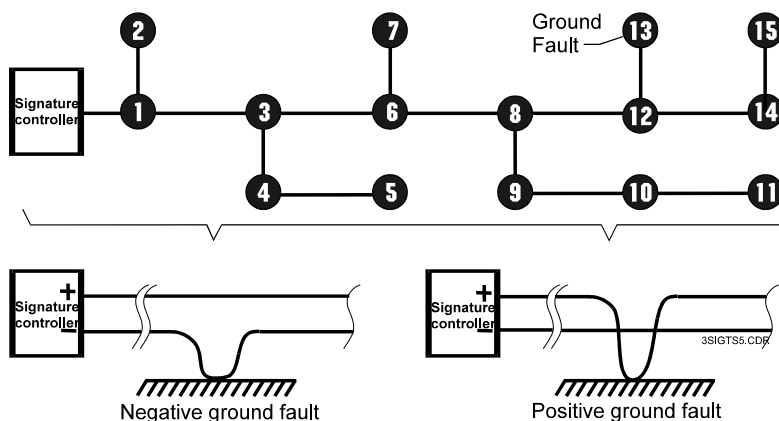 Ground
Fault
2
7
13
15
Signature
controller
1
3
6
8
12
14
4
5
9
10
11
+
Signature
controller
−
+
Signature
controller
−
3SIGTS5.CDR
Negative ground fault
Positive ground fault